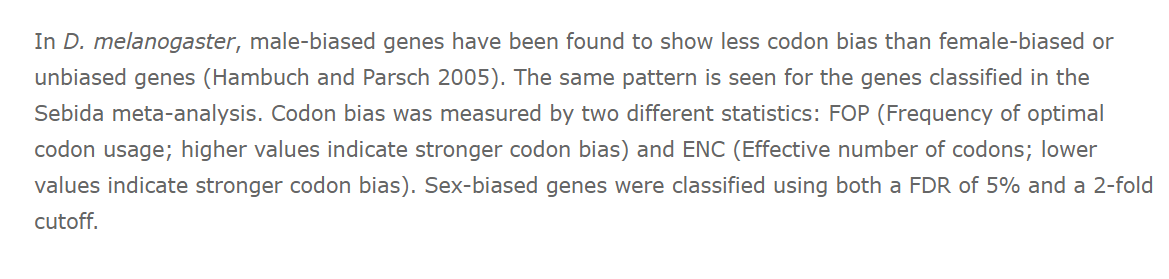 In D. melanogaster, male-biased genes have been found to show less codon bias than female-biased or
unbiased genes (Hambuch and Parsch 2005). The same pattern is seen for the genes classified in the
Sebida meta-analysis. Codon bias was measured by two different statistics: FOP (Frequency of optimal
codon usage; higher values indicate stronger codon bias) and ENC (Effective number of codons; lower
values indicate stronger codon bias). Sex-biased genes were classified using both a FDR of 5% and a 2-fold
cutoff.